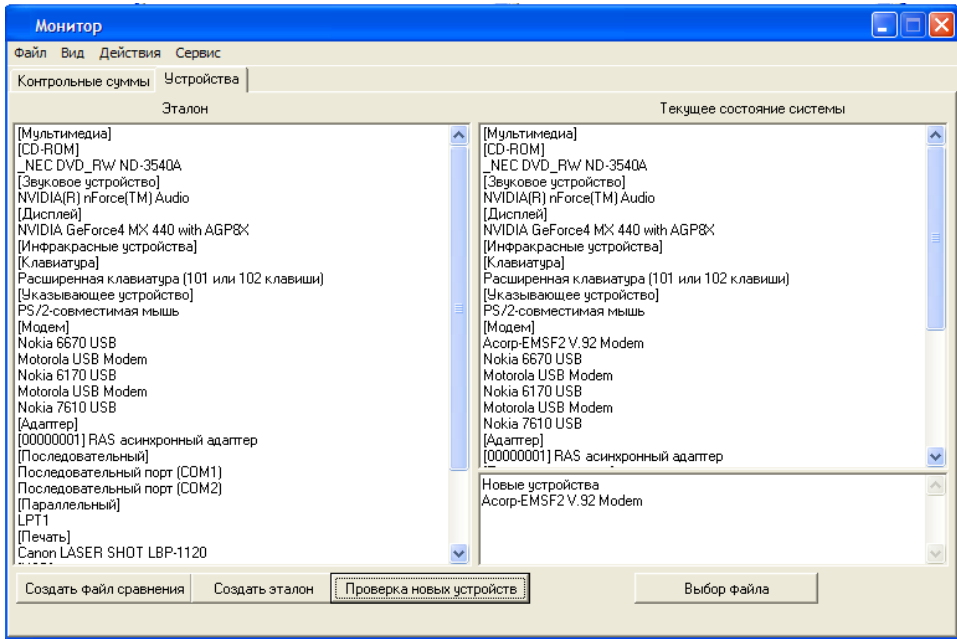 Монитор
Файл Вид Действия Сервис
Контрольные суммы Устройства
Эталон
[Мультимедиа]
[CD-ROM]
_NEC DVD_RW ND-3540A
[Звуковое устройство]
NVIDIA(R) nForce(TM) Audio
[Дисплей]
NVIDIA GeForce4 MX 440 with AGP8X
[Инфракрасные устройства]
[Клавиатура]
Расширенная клавиатура (101 или 102 клавиши)
[Указывающее устройство]
PS/2-совместимая мышь
[Модем]
Nokia 6670 USB
Motorola USB Modem
Nokia 6170 USB
Motorola USB Modem
Nokia 7610 USB
[Адаптер]
[00000001] RAS асинхронный адаптер
[Последовательный]
Последовательный порт (COM1)
Последовательный порт (COM2)
[Параллельный]
LPT1
[Печать]
Canon LASER SHOT LBP-1120
Текущее состояние системы
[Мультимедиа]
[CD-ROM]
_NEC DVD_RW ND-3540A
[Звуковое устройство]
NVIDIA(R) nForce(TM) Audio
[Дисплей]
NVIDIA GeForce4 MX 440 with AGP8X
[Инфракрасные устройства]
[Клавиатура]
Расширенная клавиатура (101 или 102 клавиши)
[Указывающее устройство]
PS/2-совместимая мышь
[Модем]
Acorp-EMSF2 V.92 Modem
Nokia 6670 USB
Motorola USB Modem
Nokia 6170 USB
Motorola USB Modem
Nokia 7610 USB
[Адаптер]
[00000001] RAS асинхронный адаптер
Новые устройства
Acorp-EMSF2 V.92 Modem
Создать файл сравнения Создать эталон Проверка новых устройств Выбор файла